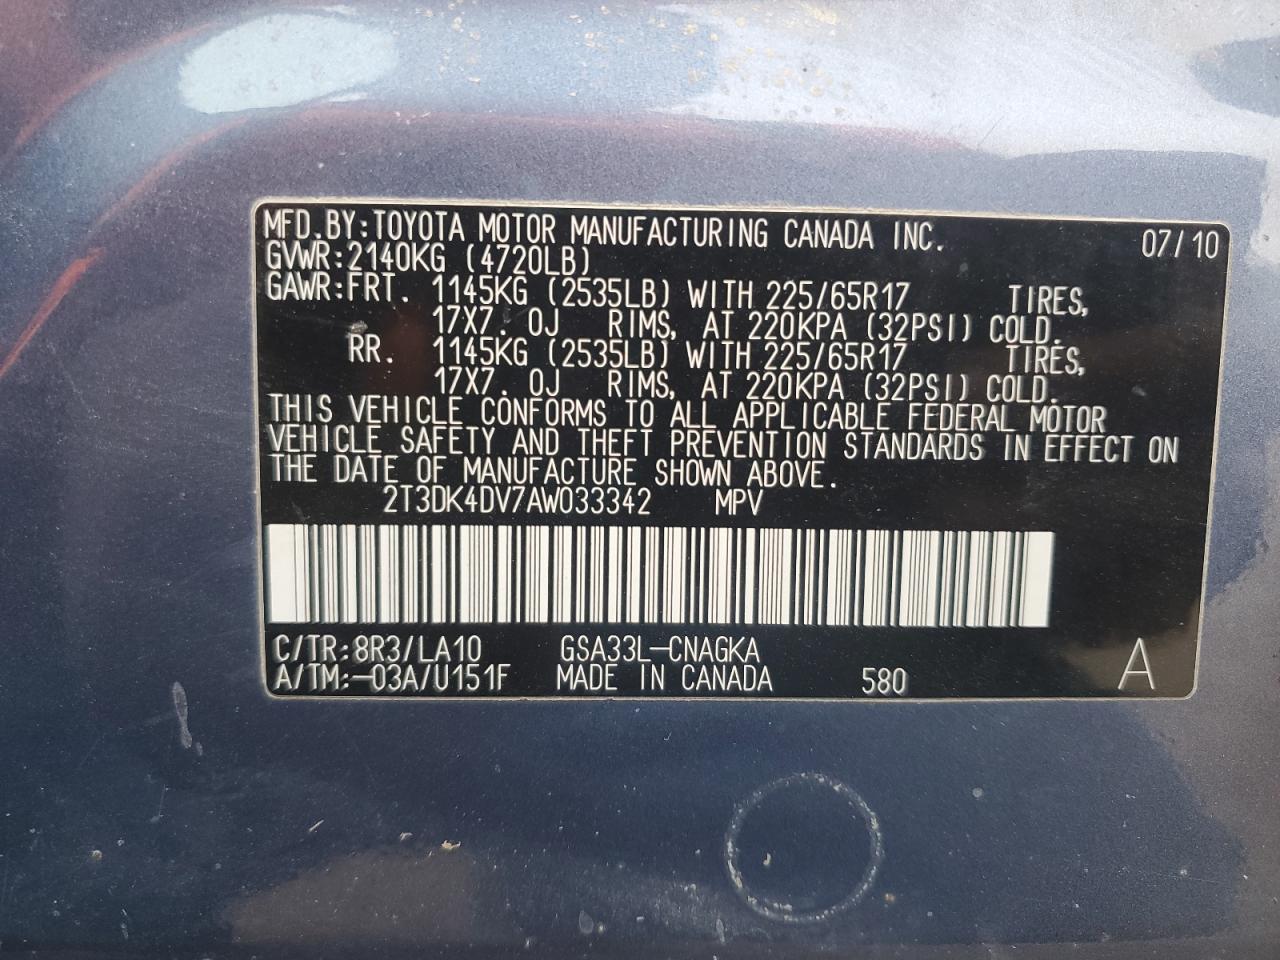 MFD.BY:TOYOTA MOTOR MANUFACTURING CANADA INC. 07/10
GVWR:2140KG (4720LB)
GAWR:FRT. 1145KG (2535LB) WITH 225/65R17 TIRES,
17X7. 0J RIMS, AT 220KPA (32PSI) COLD.
RR. 1145KG (2535LB) WITH 225/65R17 TIRES,
17X7. 0J RIMS, AT 220KPA (32PSI) COLD.
THIS VEHICLE CONFORMS TO ALL APPLICABLE FEDERAL MOTOR
VEHICLE SAFETY AND THEFT PREVENTION STANDARDS IN EFFECT ON
THE DATE OF MANUFACTURE SHOWN ABOVE.
2T3DK4DV7AW033342 MPV
C/TR:8R3/LA10 GSA33L-CNAGKA
A/TM:-03A/U151F MADE IN CANADA 580 A